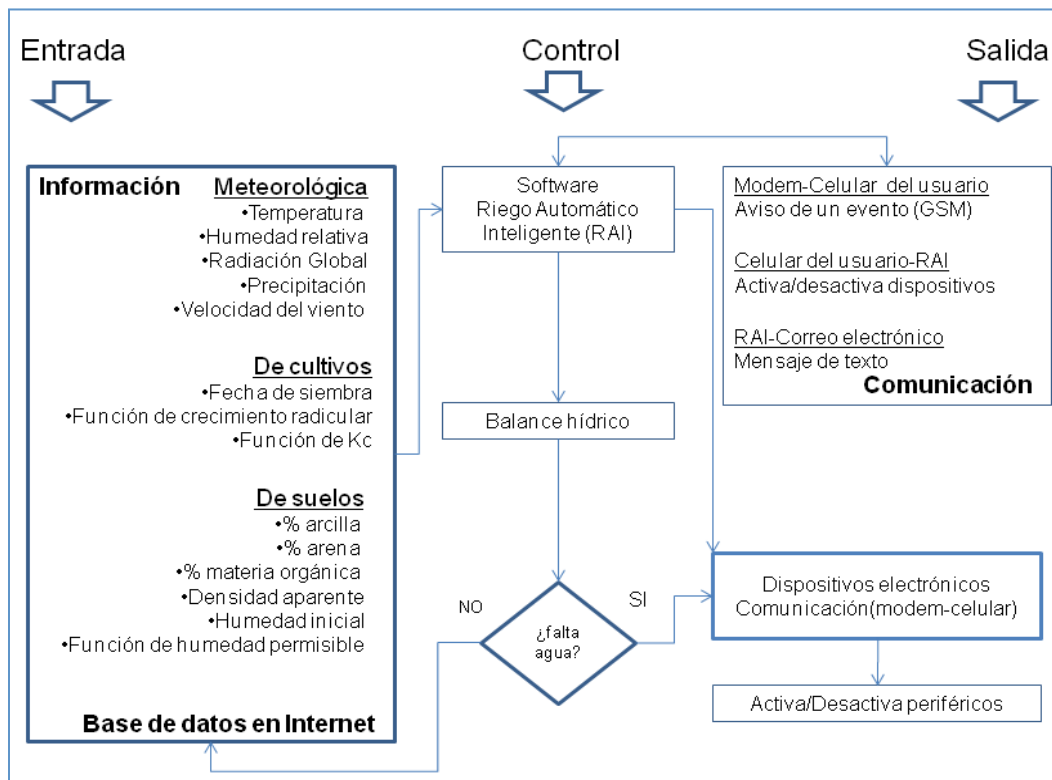 Entrada
Control
Salida
Información
Meteorológica
•Temperatura
•Humedad relativa
•Radiación Global
•Precipitación
•Velocidad del viento
De cultivos
•Fecha de siembra
•Función de crecimiento radicular
•Función de Kc
De suelos
•% arcilla
•% arena
•% materia orgánica
•Densidad aparente
•Humedad inicial
•Función de humedad permisible
Base de datos en Internet
Software
Riego Automático
Inteligente (RAI)
Balance hídrico
¿falta
agua?
NO
SI
Modem-Celular del usuario
Aviso de un evento (GSM)
Celular del usuario-RAI
Activa/desactiva dispositivos
RAI-Correo electrónico
Mensaje de texto
Comunicación
Dispositivos electrónicos
Comunicación(modem-celular)
Activa/Desactiva periféricos